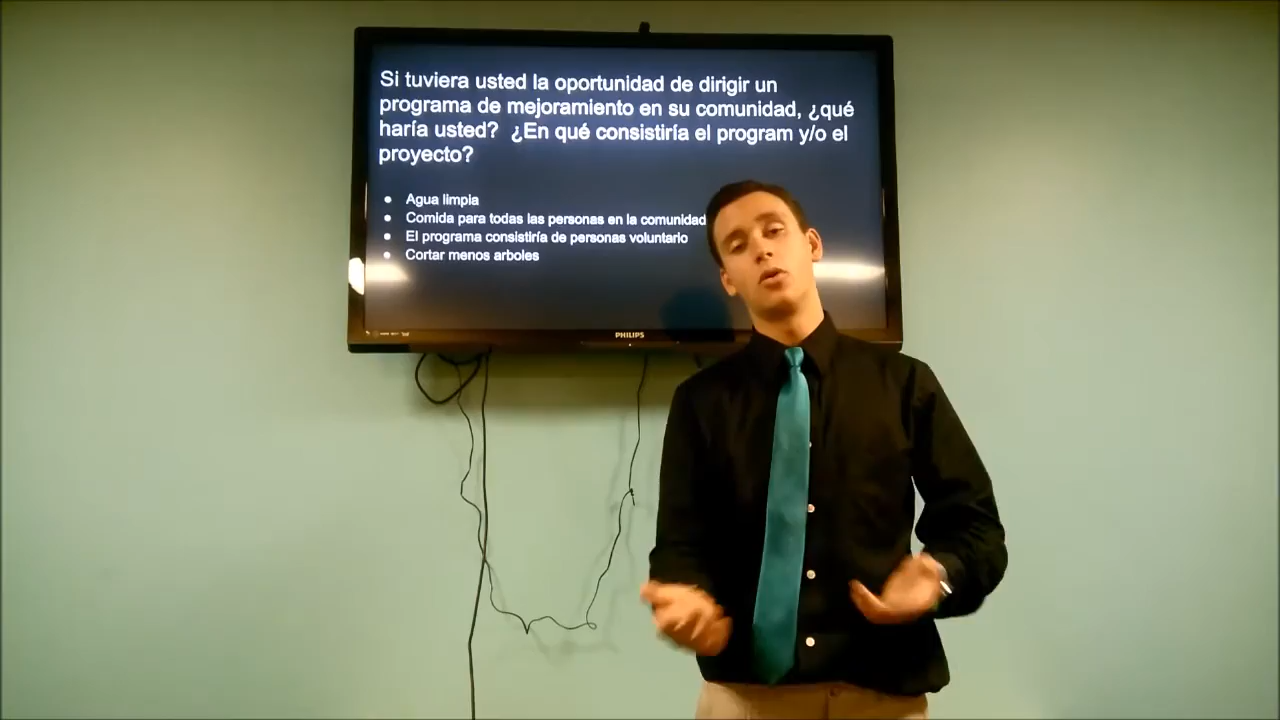 Si tuviera usted la oportunidad de dirigir un
programa de mejoramiento en su comunidad, ¿qué
haría usted? ¿En qué consistiría el program y/o el
proyecto?
● Agua limpia
● Comida para todas las personas en la comunidad
● El programa consistiría de personas voluntario
● Cortar menos arboles
PHILIPS